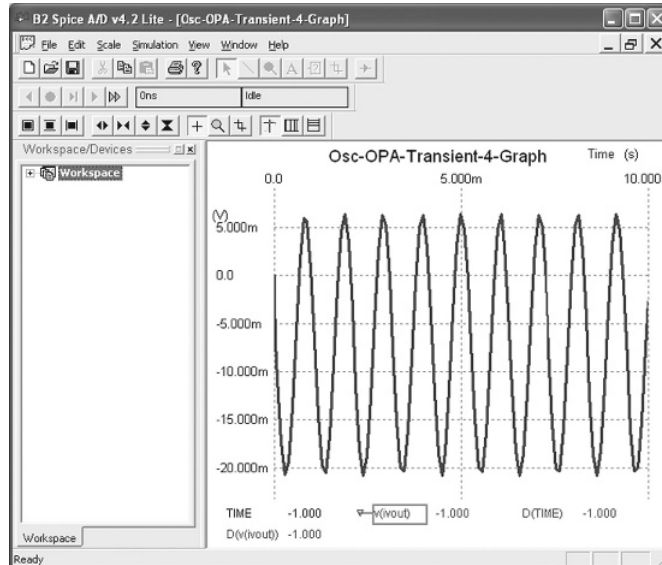 B2 Spice A/D v4.2 Lite - [Osc-OPA-Transient-4-Graph]
File Edit Scale Simulation View Window Help
0ns Idle
Workspace/Devices
Workspace
Osc-OPA-Transient-4-Graph Time (s)
0.0 5.000m 10.000
(V)
5.000m
0.0
-5.000m
-10.000m
-15.000m
-20.000m
TIME -1.000 v(ivout) -1.000 D(TIME) -1.000
D(v(ivout)) -1.000
Workspace
Ready